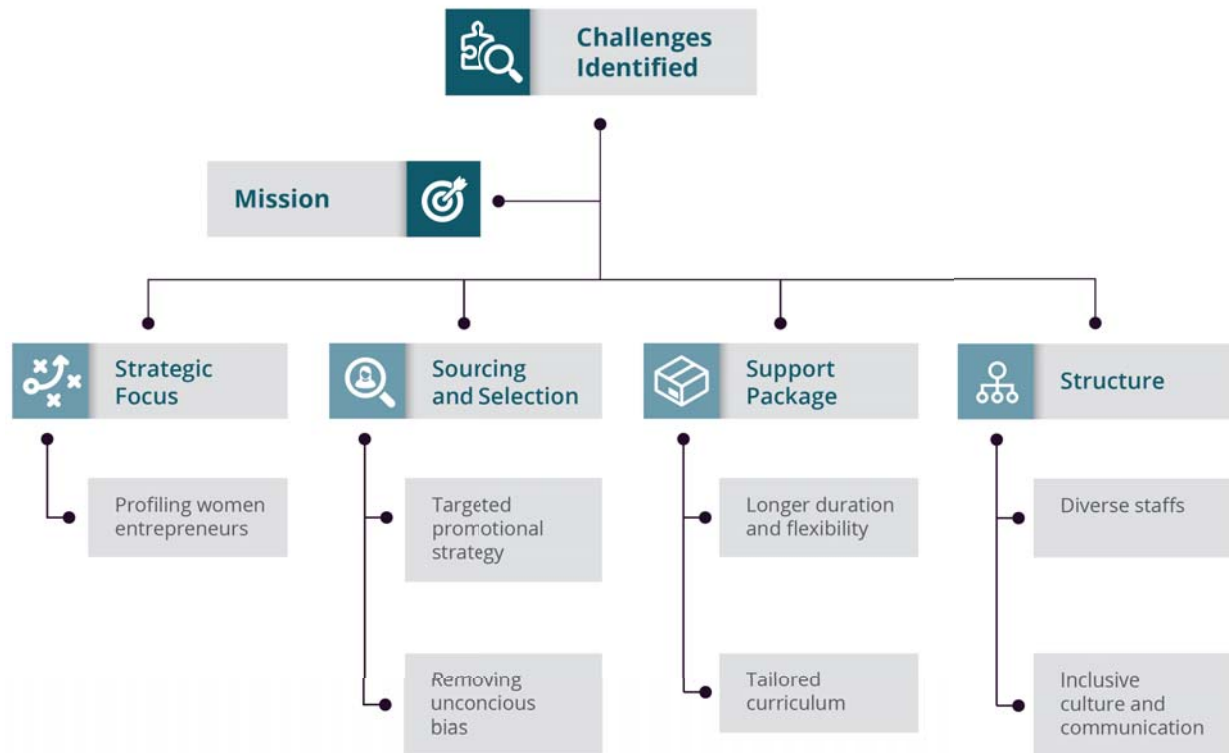 Challenges
Identified
Mission
Strategic
Focus
Profiling women
entrepreneurs
Sourcing
and Selection
Targeted
promotional
strategy
Removing
unconcious
bias
Support
Package
Longer duration
and flexibility
Tailored
curriculum
Structure
Diverse staffs
Inclusive
culture and
communication